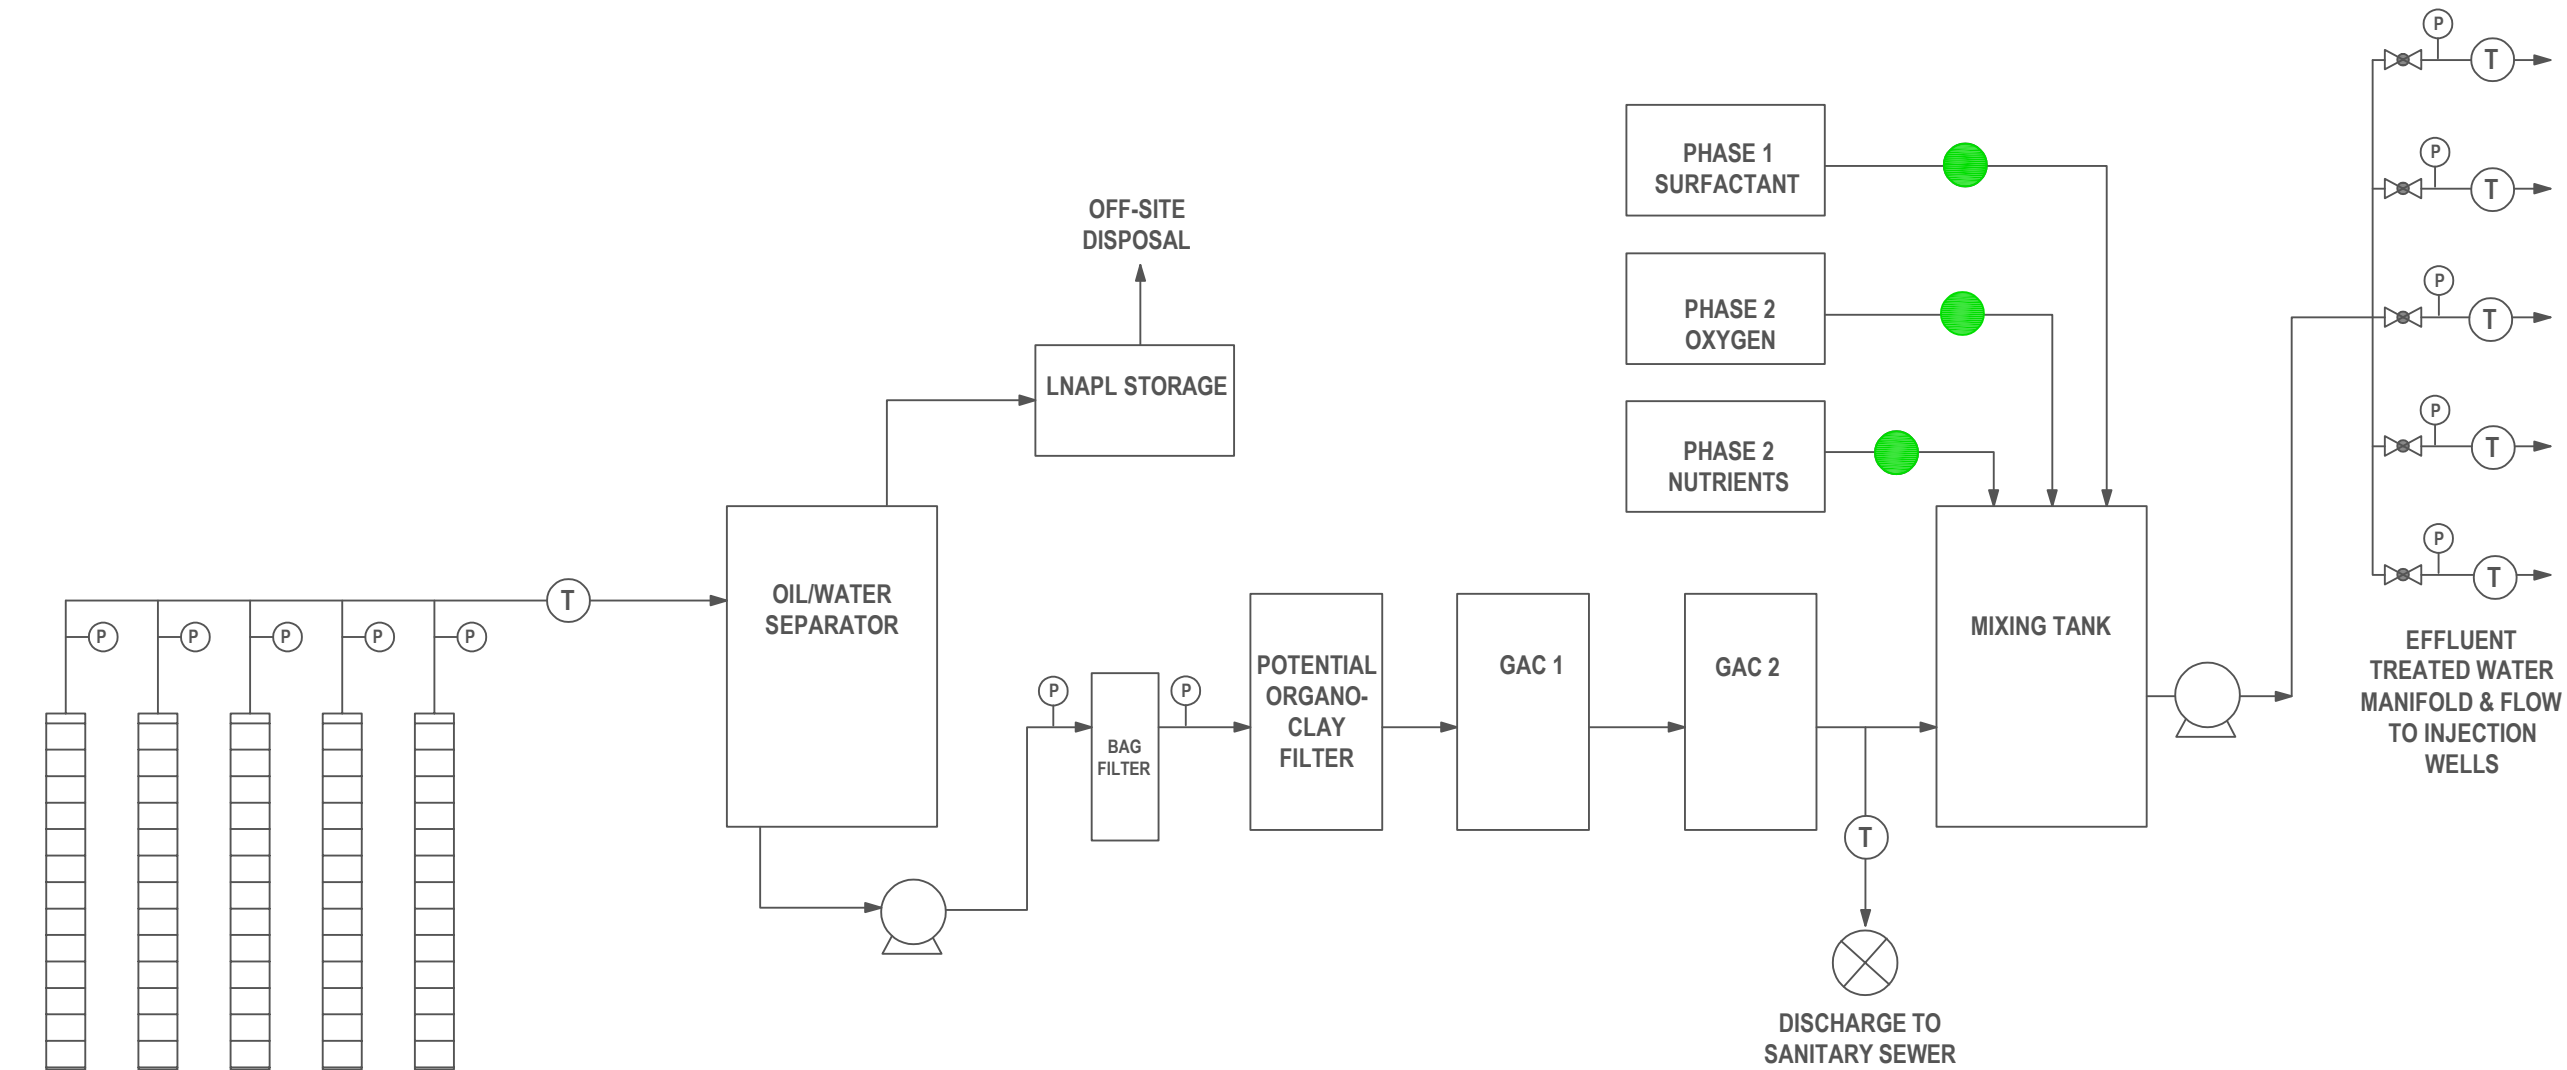 P
T
P
T
P
T
P
T
P
T
EFFLUENT
TREATED WATER
MANIFOLD & FLOW
TO INJECTION
WELLS
PHASE 1
SURFACTANT
PHASE 2
OXYGEN
PHASE 2
NUTRIENTS
OFF-SITE
DISPOSAL
LNAPL STORAGE
OIL/WATER
SEPARATOR
T
P
P
P
P
P
P
BAG
FILTER
P
POTENTIAL
ORGANO-
CLAY
FILTER
GAC 1
GAC 2
MIXING TANK
T
DISCHARGE TO
SANITARY SEWER